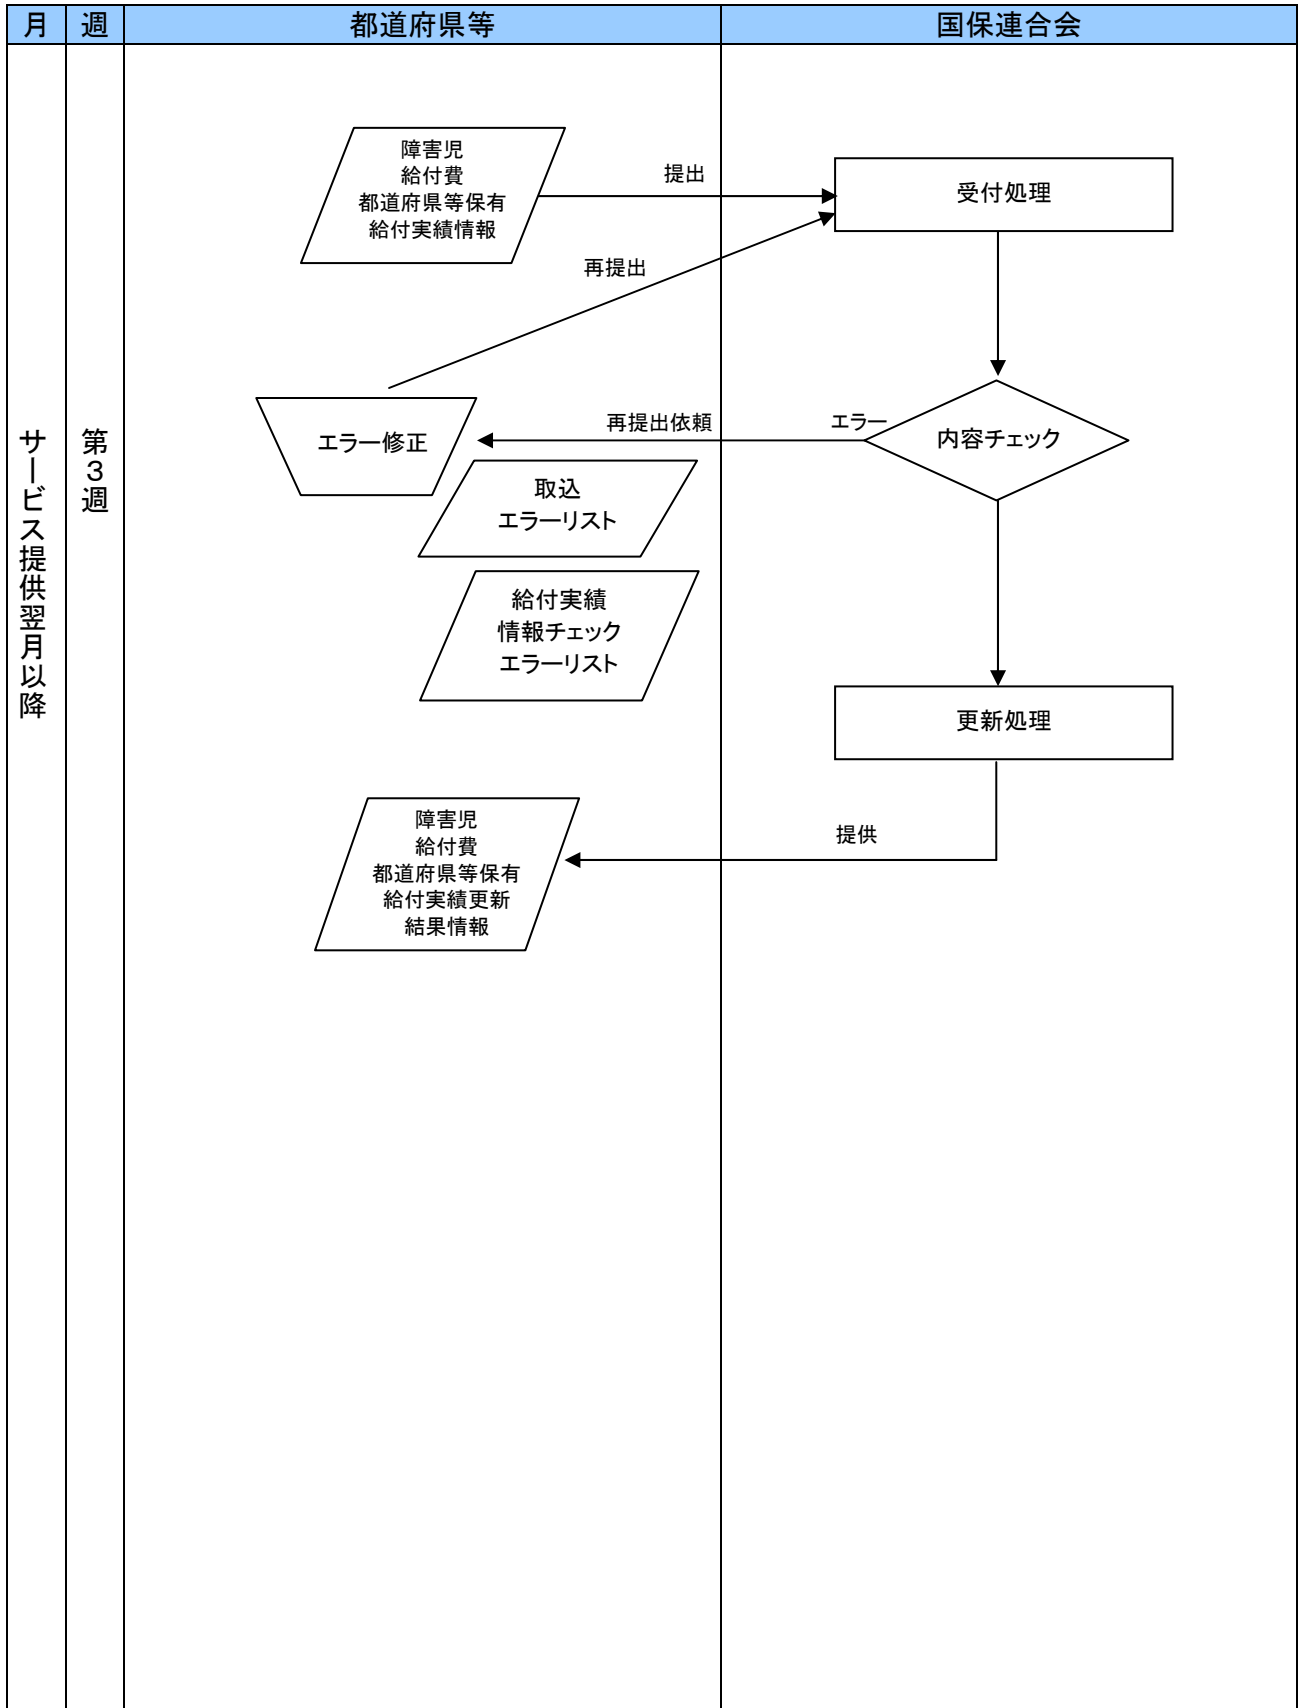 月
週
都道府県等
国保連合会
サービス提供翌月以降
第３週
障害児
給付費
都道府県等保有
給付実績情報
提出
受付処理
再提出
エラー修正
再提出依頼
エラー
内容チェック
取込
エラーリスト
給付実績
情報チェック
エラーリスト
更新処理
提供
障害児
給付費
都道府県等保有
給付実績更新
結果情報